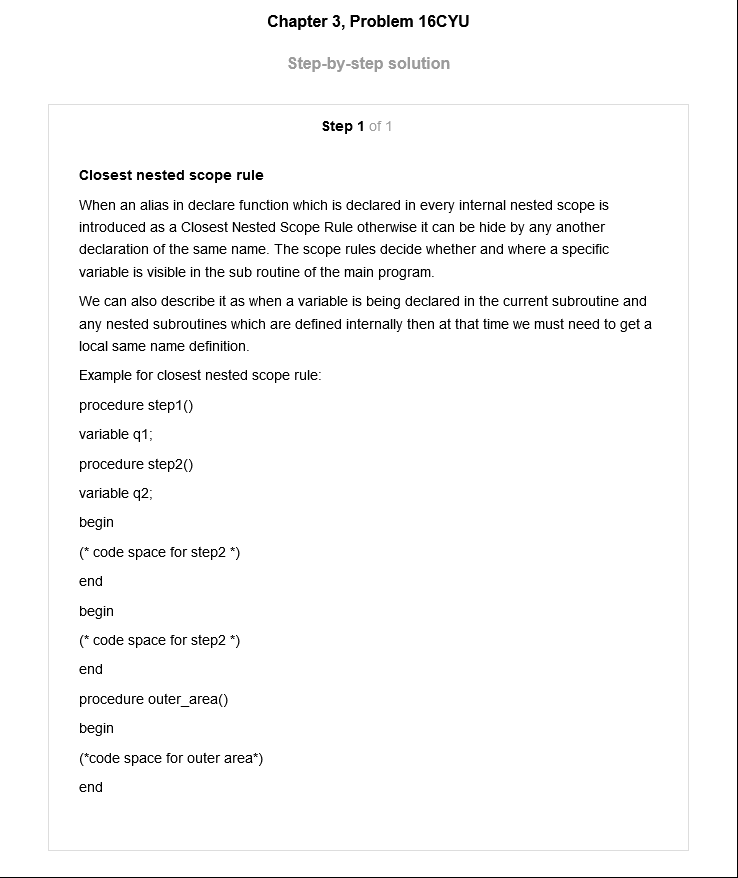 Chapter 3, Problem 16CYU
Step-by-step solution
Step 1 of 1
Closest nested scope rule
When an alias in declare function which is declared in every internal nested scope is
introduced as a Closest Nested Scope Rule otherwise it can be hide by any another
declaration of the same name. The scope rules decide whether and where a specific
variable is visible in the sub routine of the main program.
We can also describe it as when a variable is being declared in the current subroutine and
any nested subroutines which are defined internally then at that time we must need to get a
local same name definition.
Example for closest nested scope rule:
procedure step1()
variable q1;
procedure step2()
variable q2;
begin
(* code space for step2 *)
end
begin
(* code space for step2 *)
end
procedure outer_area()
begin
(*code space for outer area*)
end